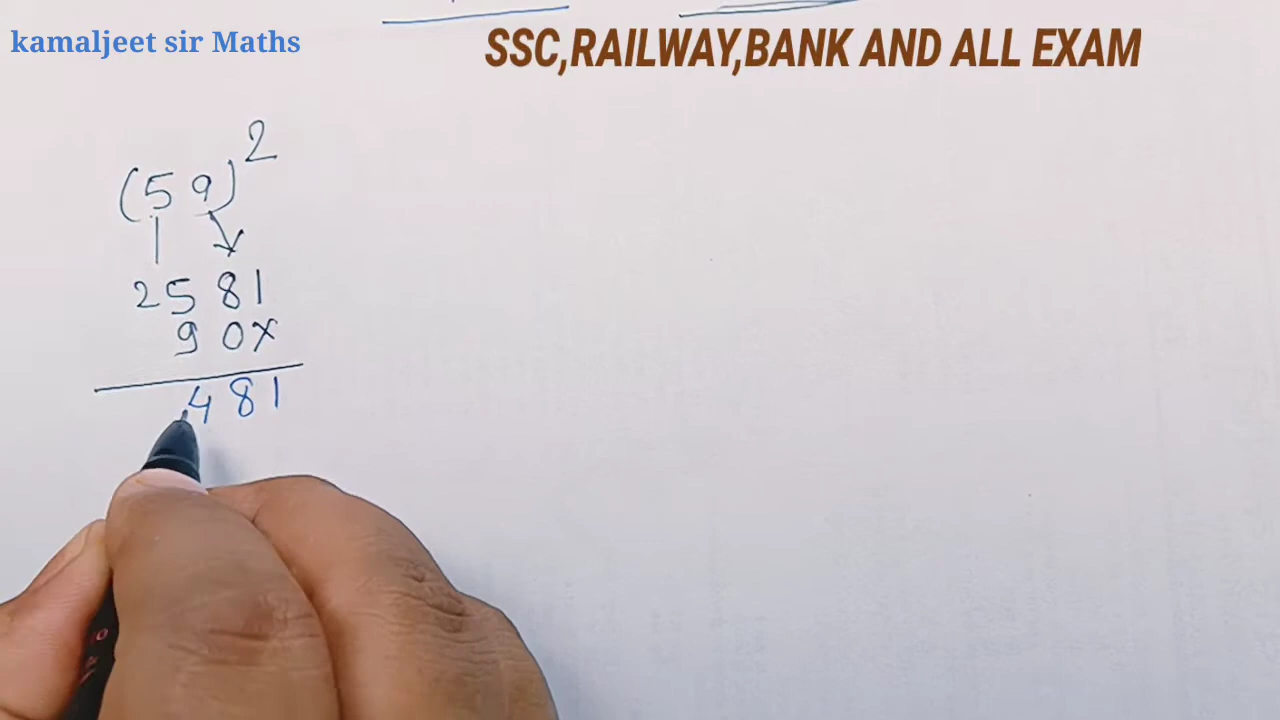 kamaljeet sir Maths
SSC,RAILWAY,BANK AND ALL EXAM
(59)²
2581
90x
481